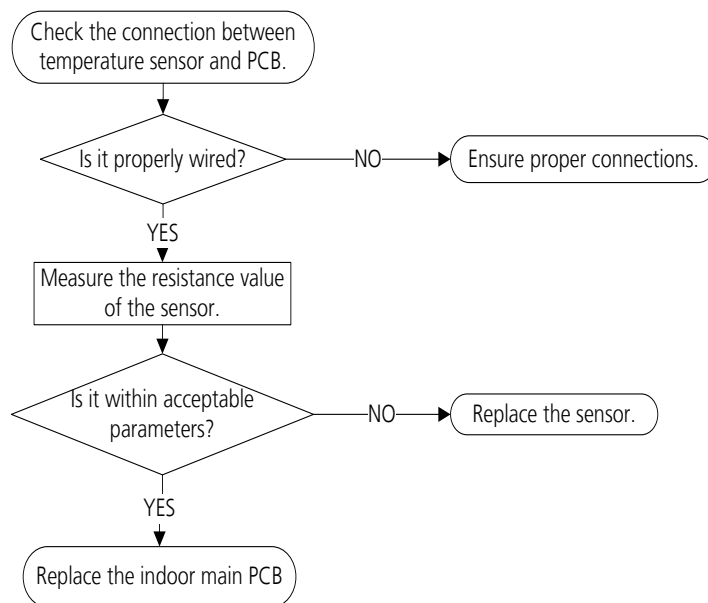 Check the connection between
temperature sensor and PCB.
Is it properly wired?
NO
Ensure proper connections.
YES
Measure the resistance value
of the sensor.
Is it within acceptable
parameters?
NO
Replace the sensor.
YES
Replace the indoor main PCB